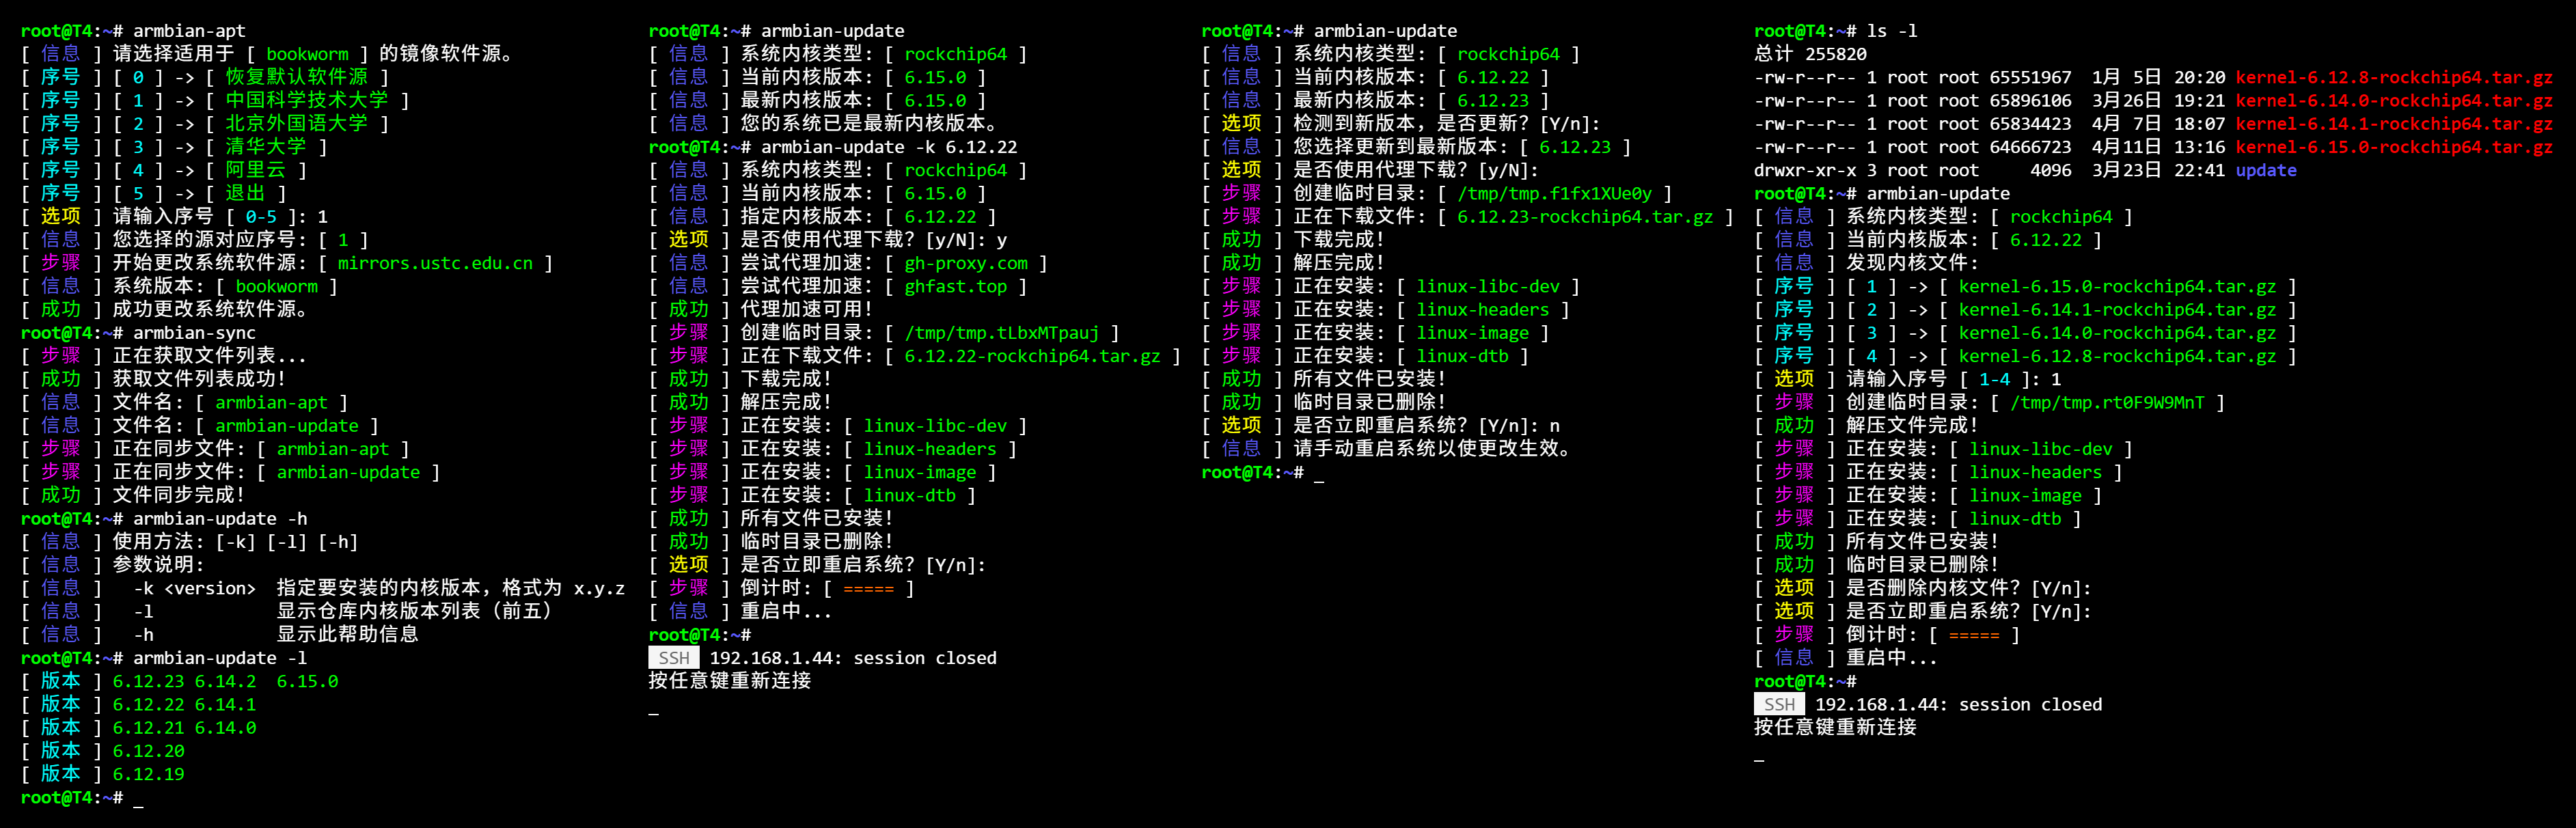 root@T4:~# armbian-apt
[ 信息 ] 请选择适用于 [ bookworm ] 的镜像软件源。
[ 序号 ] [ 0 ] -> [ 恢复默认软件源 ]
[ 序号 ] [ 1 ] -> [ 中国科学技术大学 ]
[ 序号 ] [ 2 ] -> [ 北京外国语大学 ]
[ 序号 ] [ 3 ] -> [ 清华大学 ]
[ 序号 ] [ 4 ] -> [ 阿里云 ]
[ 序号 ] [ 5 ] -> [ 退出 ]
[ 选项 ] 请输入序号 [ 0-5 ]: 1
[ 信息 ] 您选择的源对应序号: [ 1 ]
[ 步骤 ] 开始更改系统软件源: [ mirrors.ustc.edu.cn ]
[ 信息 ] 系统版本: [ bookworm ]
[ 成功 ] 成功更改系统软件源。
root@T4:~# armbian-sync
[ 步骤 ] 正在获取文件列表...
[ 成功 ] 获取文件列表成功!
[ 信息 ] 文件名: [ armbian-apt ]
[ 信息 ] 文件名: [ armbian-update ]
[ 步骤 ] 正在同步文件: [ armbian-apt ]
[ 步骤 ] 正在同步文件: [ armbian-update ]
[ 成功 ] 文件同步完成!
root@T4:~# armbian-update -h
[ 信息 ] 使用方法: [-k] [-l] [-h]
[ 信息 ] 参数说明:
[ 信息 ]   -k <version>  指定要安装的内核版本，格式为 x.y.z
[ 信息 ]   -l            显示仓库内核版本列表（前五）
[ 信息 ]   -h            显示此帮助信息
root@T4:~# armbian-update -l
[ 版本 ] 6.12.23 6.14.2  6.15.0
[ 版本 ] 6.12.22 6.14.1
[ 版本 ] 6.12.21 6.14.0
[ 版本 ] 6.12.20
[ 版本 ] 6.12.19
root@T4:~# _
root@T4:~# armbian-update
[ 信息 ] 系统内核类型: [ rockchip64 ]
[ 信息 ] 当前内核版本: [ 6.15.0 ]
[ 信息 ] 最新内核版本: [ 6.15.0 ]
[ 信息 ] 您的系统已是最新内核版本。
root@T4:~# armbian-update -k 6.12.22
[ 信息 ] 系统内核类型: [ rockchip64 ]
[ 信息 ] 当前内核版本: [ 6.15.0 ]
[ 信息 ] 指定内核版本: [ 6.12.22 ]
[ 选项 ] 是否使用代理下载? [y/N]: y
[ 信息 ] 尝试代理加速: [ gh-proxy.com ]
[ 信息 ] 尝试代理加速: [ ghfast.top ]
[ 成功 ] 代理加速可用!
[ 步骤 ] 创建临时目录: [ /tmp/tmp.tLbxMTpauj ]
[ 步骤 ] 正在下载文件: [ 6.12.22-rockchip64.tar.gz ]
[ 成功 ] 下载完成!
[ 成功 ] 解压完成!
[ 步骤 ] 正在安装: [ linux-libc-dev ]
[ 步骤 ] 正在安装: [ linux-headers ]
[ 步骤 ] 正在安装: [ linux-image ]
[ 步骤 ] 正在安装: [ linux-dtb ]
[ 成功 ] 所有文件已安装!
[ 成功 ] 临时目录已删除!
[ 选项 ] 是否立即重启系统? [Y/n]:
[ 步骤 ] 倒计时: [ ===== ]
[ 信息 ] 重启中...
root@T4:~#
SSH 192.168.1.44: session closed
按任意键重新连接
_
root@T4:~# armbian-update
[ 信息 ] 系统内核类型: [ rockchip64 ]
[ 信息 ] 当前内核版本: [ 6.12.22 ]
[ 信息 ] 最新内核版本: [ 6.12.23 ]
[ 选项 ] 检测到新版本，是否更新? [Y/n]:
[ 信息 ] 您选择更新到最新版本: [ 6.12.23 ]
[ 选项 ] 是否使用代理下载? [y/N]:
[ 步骤 ] 创建临时目录: [ /tmp/tmp.f1fx1XUe0y ]
[ 步骤 ] 正在下载文件: [ 6.12.23-rockchip64.tar.gz ]
[ 成功 ] 下载完成!
[ 成功 ] 解压完成!
[ 步骤 ] 正在安装: [ linux-libc-dev ]
[ 步骤 ] 正在安装: [ linux-headers ]
[ 步骤 ] 正在安装: [ linux-image ]
[ 步骤 ] 正在安装: [ linux-dtb ]
[ 成功 ] 所有文件已安装!
[ 成功 ] 临时目录已删除!
[ 选项 ] 是否立即重启系统? [Y/n]: n
[ 信息 ] 请手动重启系统以使更改生效。
root@T4:~# _
root@T4:~# ls -l
总计 255820
-rw-r--r-- 1 root root 65551967  1月 5日 20:20 kernel-6.12.8-rockchip64.tar.gz
-rw-r--r-- 1 root root 65896106  3月26日 19:21 kernel-6.14.0-rockchip64.tar.gz
-rw-r--r-- 1 root root 65834423  4月 7日 18:07 kernel-6.14.1-rockchip64.tar.gz
-rw-r--r-- 1 root root 64666723  4月11日 13:16 kernel-6.15.0-rockchip64.tar.gz
drwxr-xr-x 3 root root     4096  3月23日 22:41 update
root@T4:~# armbian-update
[ 信息 ] 系统内核类型: [ rockchip64 ]
[ 信息 ] 当前内核版本: [ 6.12.22 ]
[ 信息 ] 发现内核文件:
[ 序号 ] [ 1 ] -> [ kernel-6.15.0-rockchip64.tar.gz ]
[ 序号 ] [ 2 ] -> [ kernel-6.14.1-rockchip64.tar.gz ]
[ 序号 ] [ 3 ] -> [ kernel-6.14.0-rockchip64.tar.gz ]
[ 序号 ] [ 4 ] -> [ kernel-6.12.8-rockchip64.tar.gz ]
[ 选项 ] 请输入序号 [ 1-4 ]: 1
[ 步骤 ] 创建临时目录: [ /tmp/tmp.rt0F9W9MnT ]
[ 成功 ] 解压文件完成!
[ 步骤 ] 正在安装: [ linux-libc-dev ]
[ 步骤 ] 正在安装: [ linux-headers ]
[ 步骤 ] 正在安装: [ linux-image ]
[ 步骤 ] 正在安装: [ linux-dtb ]
[ 成功 ] 所有文件已安装!
[ 成功 ] 临时目录已删除!
[ 选项 ] 是否删除内核文件? [Y/n]:
[ 选项 ] 是否立即重启系统? [Y/n]:
[ 步骤 ] 倒计时: [ ===== ]
[ 信息 ] 重启中...
root@T4:~#
SSH 192.168.1.44: session closed
按任意键重新连接
_